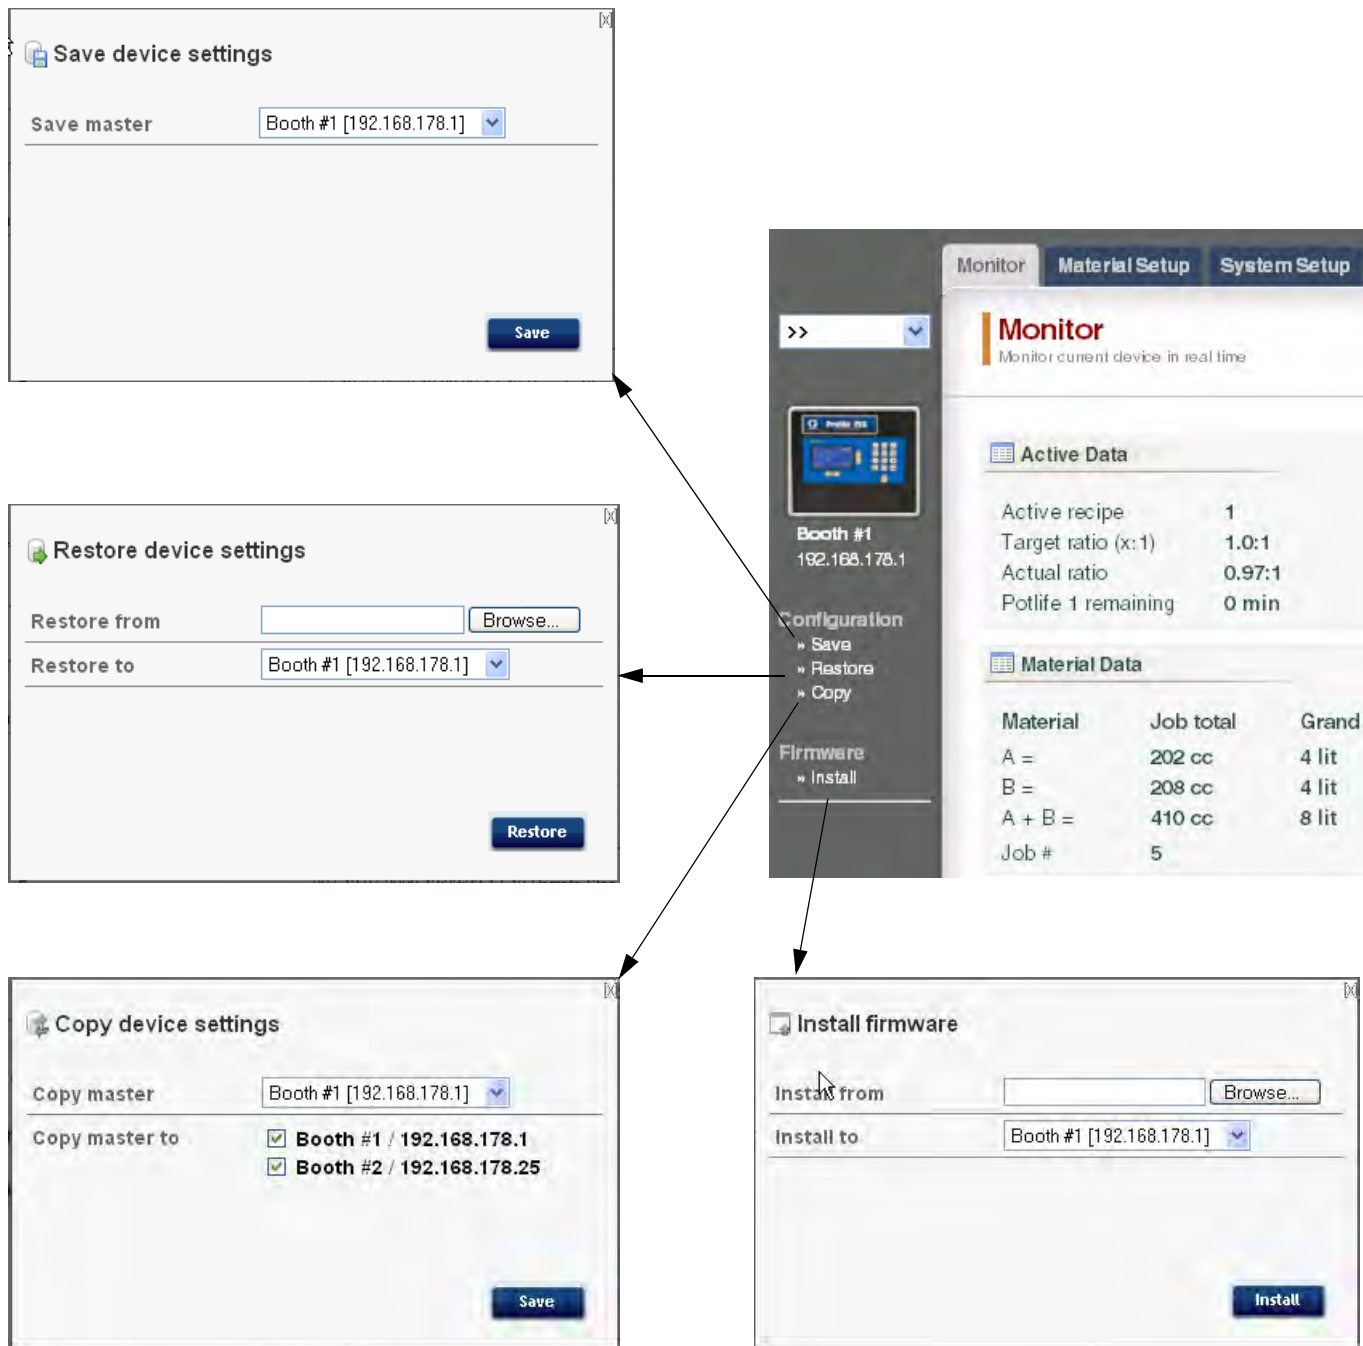 [x]
Save device settings
Save master Booth #1 [192.168.178.1]
Save
Monitor Material Setup System Setup
>>
Monitor
Monitor current device in real time
Booth #1
192.168.178.1
Configuration
» Save
» Restore
» Copy
Firmware
» Install
Active Data
Active recipe 1
Target ratio (x:1) 1.0:1
Actual ratio 0.97:1
Potlife 1 remaining 0 min
Material Data
Material Job total Grand
A = 202 cc 4 lit
B = 208 cc 4 lit
A + B = 410 cc 8 lit
Job # 5
[x]
Restore device settings
Restore from Browse...
Restore to Booth #1 [192.168.178.1]
Restore
[x]
Copy device settings
Copy master Booth #1 [192.168.178.1]
Copy master to Booth #1 / 192.168.178.1
Booth #2 / 192.168.178.25
Save
[x]
Install firmware
Install from Browse...
Install to Booth #1 [192.168.178.1]
Install